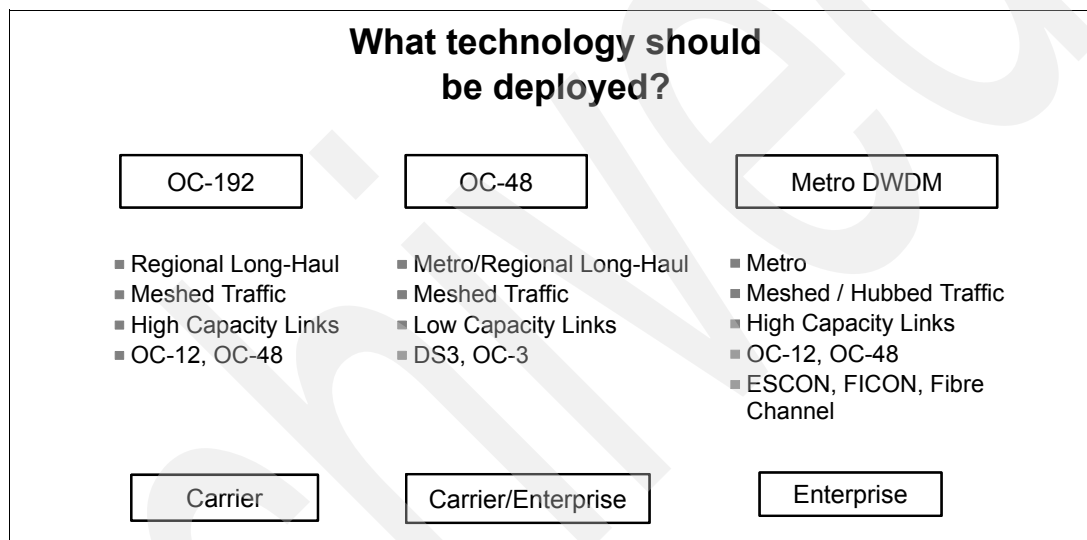 What technology should
be deployed?
OC-192
OC-48
Metro DWDM
■ Regional Long-Haul
■ Meshed Traffic
■ High Capacity Links
■ OC-12, OC-48
■ Metro/Regional Long-Haul
■ Meshed Traffic
■ Low Capacity Links
■ DS3, OC-3
■ Metro
■ Meshed / Hubbed Traffic
■ High Capacity Links
■ OC-12, OC-48
■ ESCON, FICON, Fibre
Channel
Carrier
Carrier/Enterprise
Enterprise